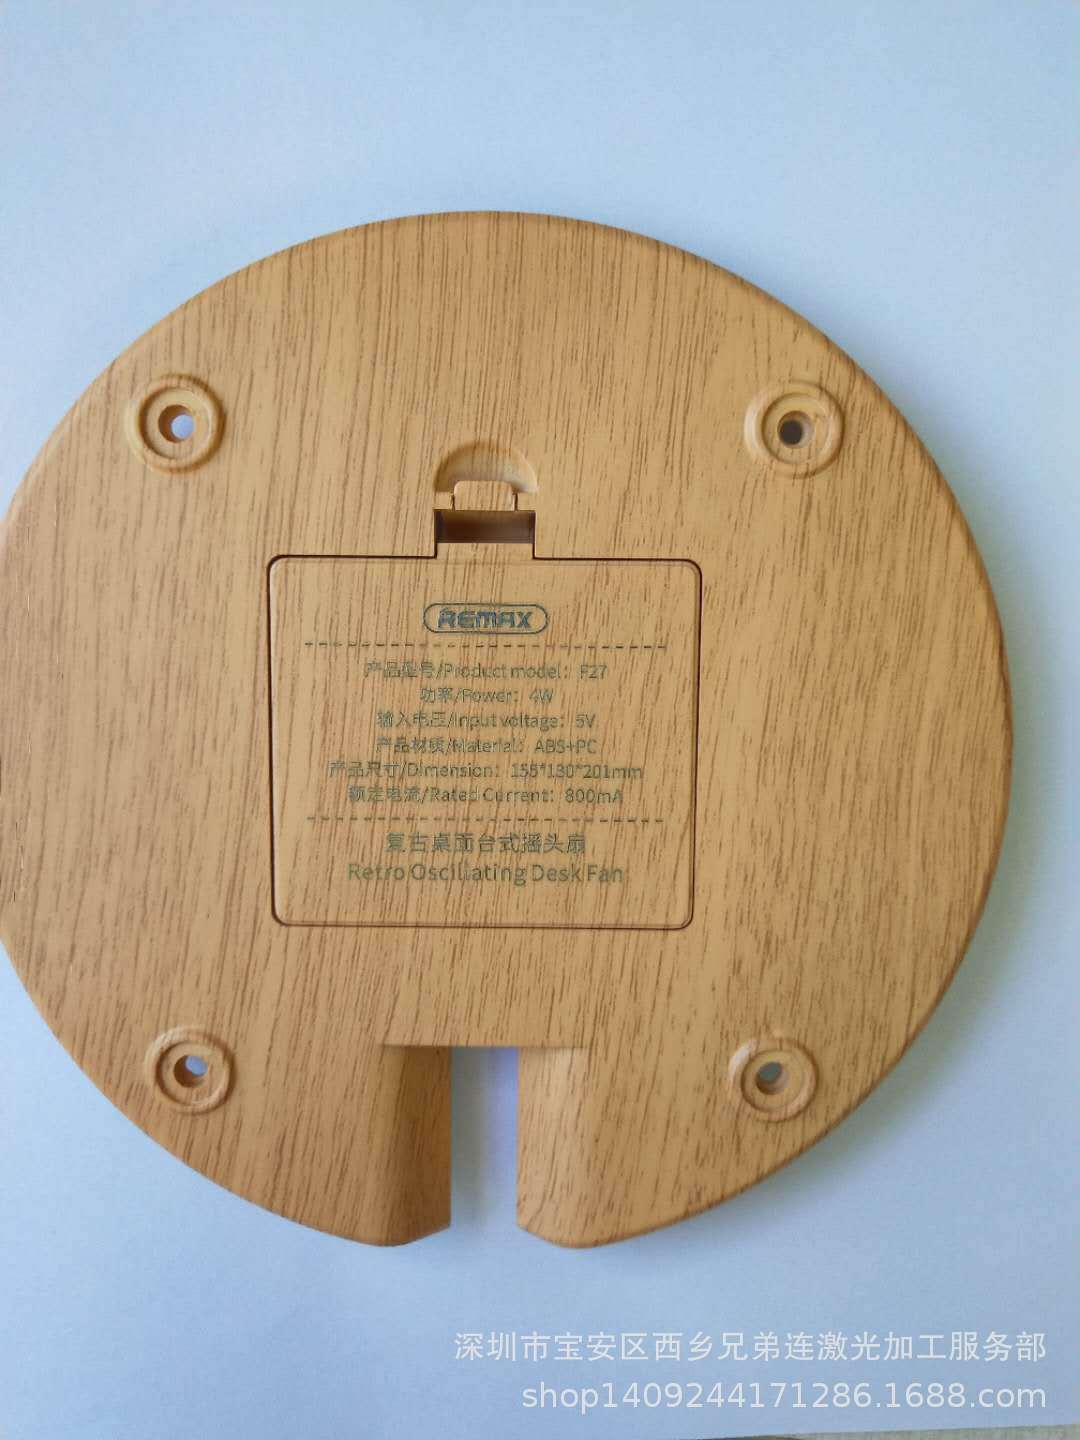 REMAX
产品型号/Product model：F27
功率/Power：4W
输入电压/Input voltage：5V
产品材质/Material：ABS+PC
产品尺寸/Dimension：155*130*201mm
额定电流/Rated Current：800mA
复古桌面台式摇头扇
Retro Oscillating Desk Fan
深圳市宝安区西乡兄弟连激光加工服务部
shop1409244171286.1688.com